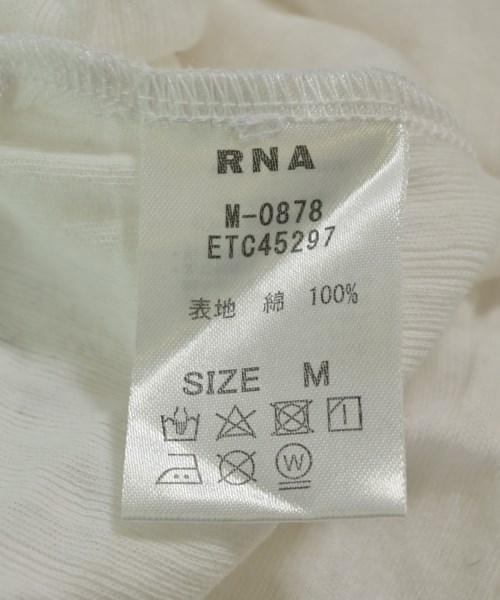 RNA
M-0878
ETC45297
表地 綿 100%
SIZE M
W